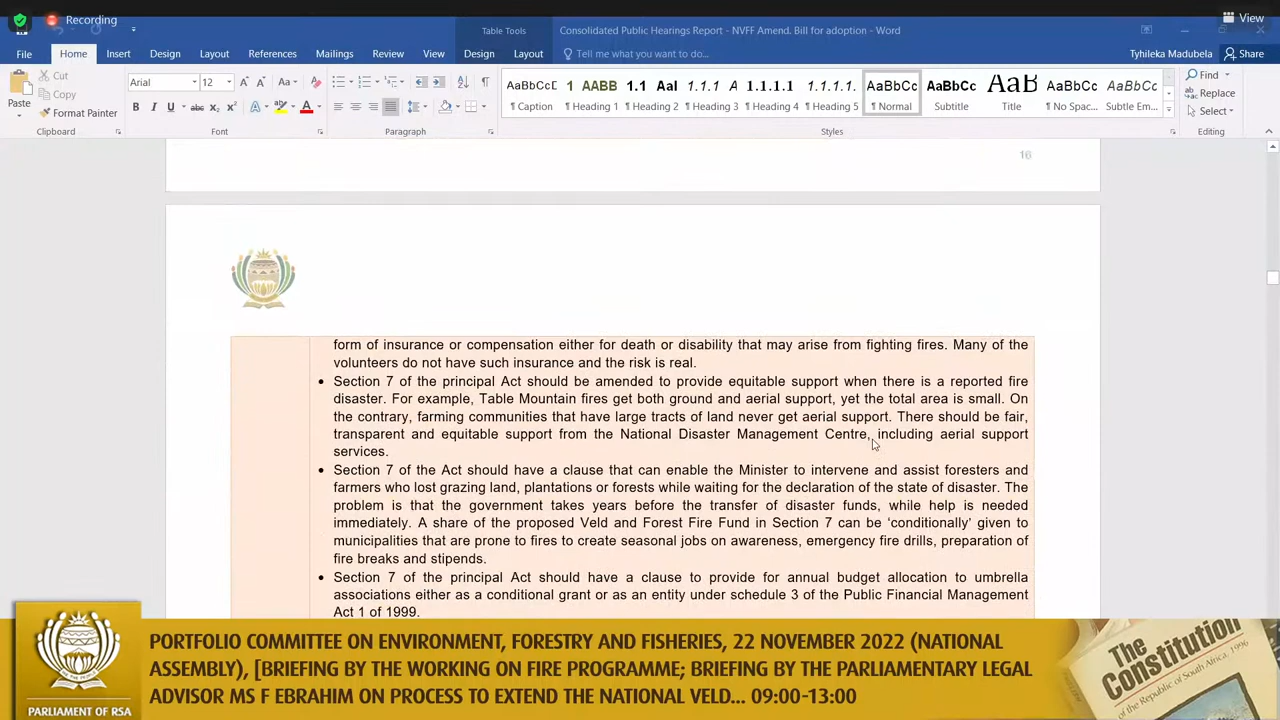 Recording
View
Table Tools
Consolidated Public Hearings Report - NVFF Amend. Bill for adoption - Word
File Home Insert Design Layout References Mailings Review View Design Layout Tell me what you want to do... Tyhileka Madubela Share
Paste
Cut
Copy
Format Painter
Arial 12
AaBbCcD 1 AABB 1.1 AaI 1.1.1 A 1.1.1.1 1.1.1.1. AaBbCc AaBbCc AaB AaBbCc AaBbCc
¶ Caption ¶ Heading 1 ¶ Heading 2 ¶ Heading 3 ¶ Heading 4 ¶ Heading 5 ¶ Normal Subtitle Title ¶ No Spac... Subtle Em...
Find
Replace
Select
Clipboard Font Paragraph Styles Editing
16
form of insurance or compensation either for death or disability that may arise from fighting fires. Many of the
volunteers do not have such insurance and the risk is real.
• Section 7 of the principal Act should be amended to provide equitable support when there is a reported fire
disaster. For example, Table Mountain fires get both ground and aerial support, yet the total area is small. On
the contrary, farming communities that have large tracts of land never get aerial support. There should be fair,
transparent and equitable support from the National Disaster Management Centre, including aerial support
services.
• Section 7 of the Act should have a clause that can enable the Minister to intervene and assist foresters and
farmers who lost grazing land, plantations or forests while waiting for the declaration of the state of disaster. The
problem is that the government takes years before the transfer of disaster funds, while help is needed
immediately. A share of the proposed Veld and Forest Fire Fund in Section 7 can be ‘conditionally’ given to
municipalities that are prone to fires to create seasonal jobs on awareness, emergency fire drills, preparation of
fire breaks and stipends.
• Section 7 of the principal Act should have a clause to provide for annual budget allocation to umbrella
associations either as a conditional grant or as an entity under schedule 3 of the Public Financial Management
Act 1 of 1999.
PARLIAMENT OF RSA
PORTFOLIO COMMITTEE ON ENVIRONMENT, FORESTRY AND FISHERIES, 22 NOVEMBER 2022 (NATIONAL
ASSEMBLY), [BRIEFING BY THE WORKING ON FIRE PROGRAMME; BRIEFING BY THE PARLIAMENTARY LEGAL
ADVISOR MS F EBRAHIM ON PROCESS TO EXTEND THE NATIONAL VELD... 09:00-13:00
The
Constitution
of the Republic of South Africa, 1996